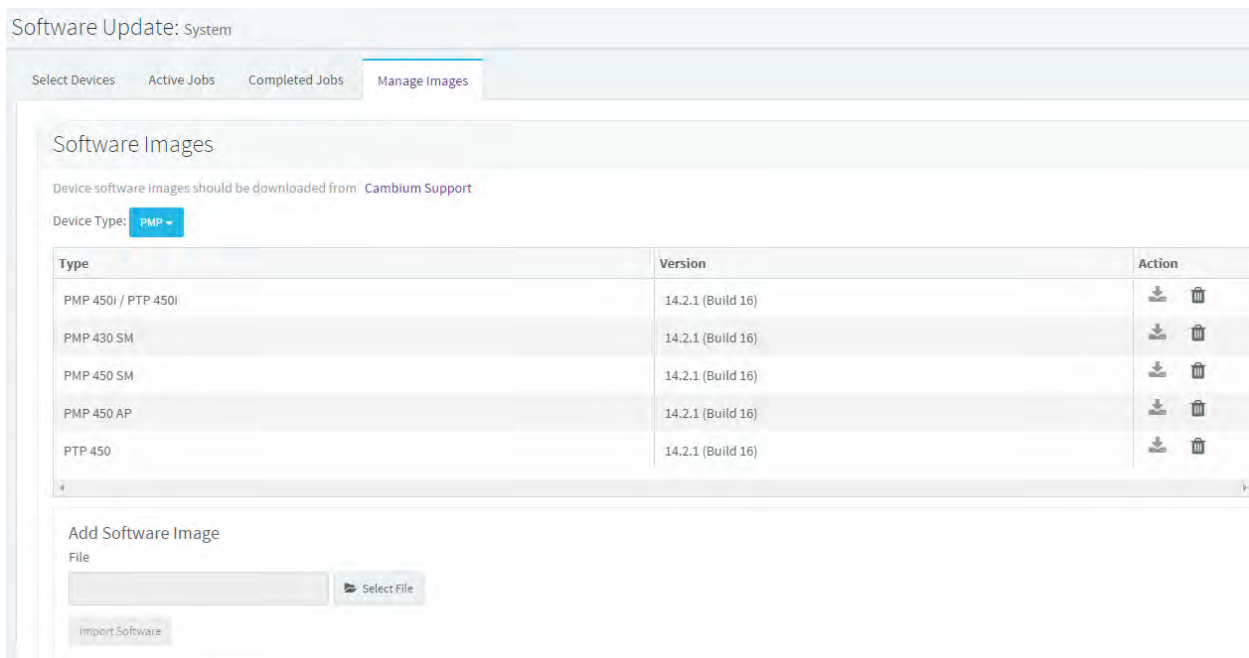 Software Update: System
Select Devices Active Jobs Completed Jobs Manage Images
Software Images
Device software images should be downloaded from Cambium Support
Device Type: PMP
Type Version Action
PMP 450i / PTP 450i 14.2.1 (Build 16)
PMP 430 SM 14.2.1 (Build 16)
PMP 450 SM 14.2.1 (Build 16)
PMP 450 AP 14.2.1 (Build 16)
PTP 450 14.2.1 (Build 16)
Add Software Image
File
Select File
Import Software